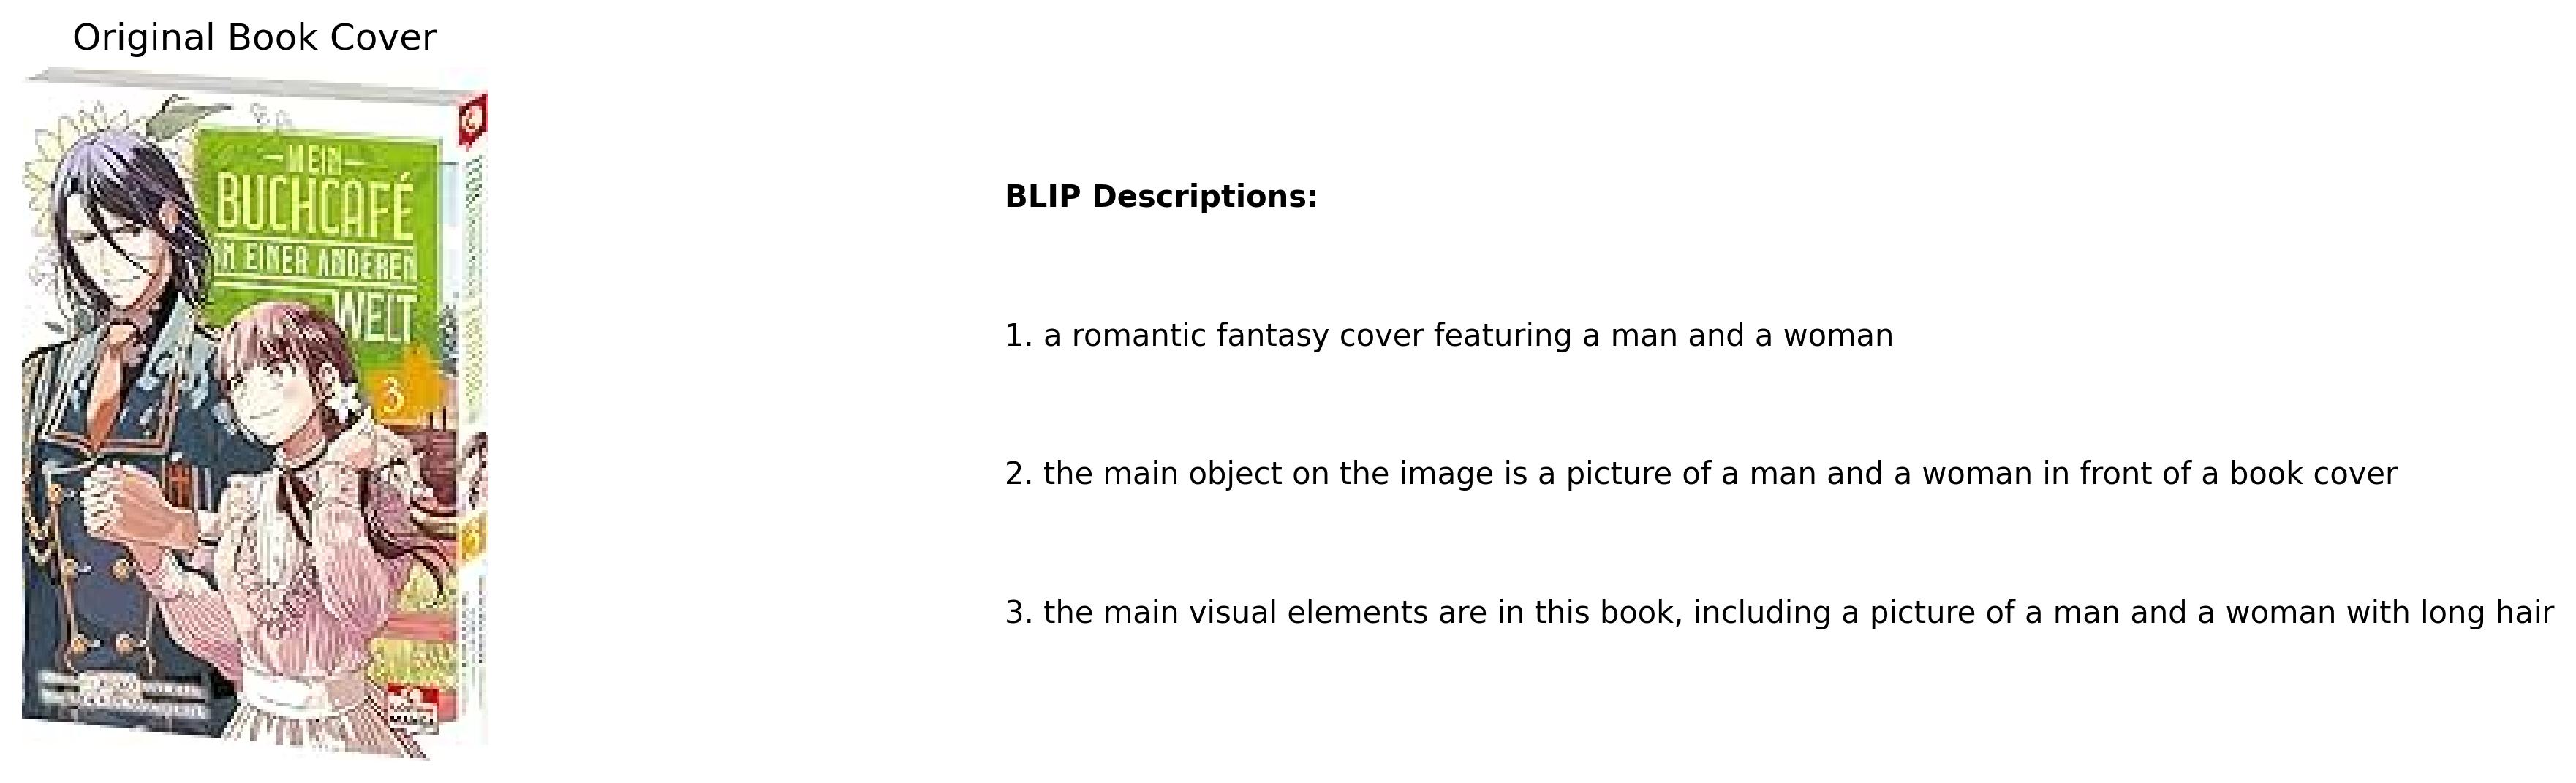 Original Book Cover
MEIN
BUCHCAFÉ
IN EINER ANDEREN
WELT
3
BLIP Descriptions:
1. a romantic fantasy cover featuring a man and a woman
2. the main object on the image is a picture of a man and a woman in front of a book cover
3. the main visual elements are in this book, including a picture of a man and a woman with long hair